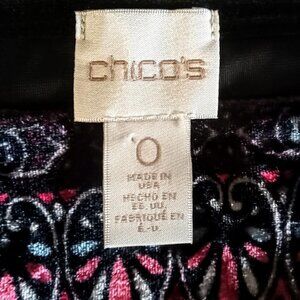 chico's
0
MADE IN
USA
HECHO EN
EE.UU.
FABRIQUÉ EN
É.-U.